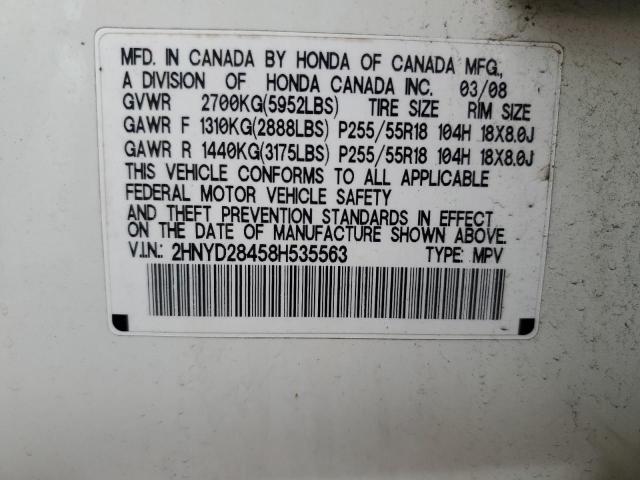 MFD. IN CANADA BY HONDA OF CANADA MFG.,
A DIVISION OF HONDA CANADA INC. 03/08
GVWR 2700KG(5952LBS) TIRE SIZE RIM SIZE
GAWR F 1310KG(2888LBS) P255/55R18 104H 18X8.0J
GAWR R 1440KG(3175LBS) P255/55R18 104H 18X8.0J
THIS VEHICLE CONFORMS TO ALL APPLICABLE
FEDERAL MOTOR VEHICLE SAFETY
AND THEFT PREVENTION STANDARDS IN EFFECT
ON THE DATE OF MANUFACTURE SHOWN ABOVE.
V.I.N.: 2HNYD28458H535563 TYPE: MPV